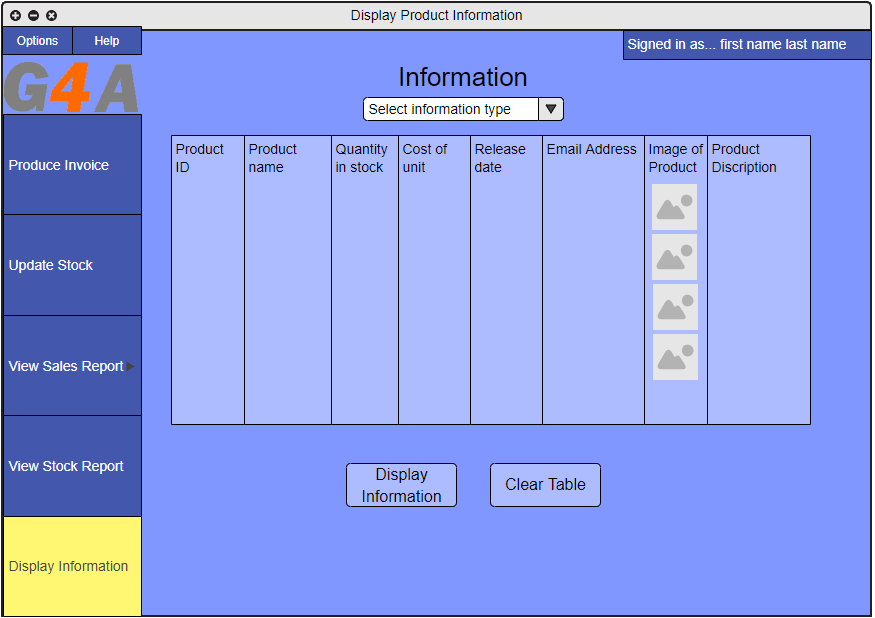 Display Product Information
Options
Help
Signed in as... first name last name
G4A
Information
Select information type
Produce Invoice
Update Stock
View Sales Report
View Stock Report
Display Information
Product
ID
Product
name
Quantity
in stock
Cost of
unit
Release
date
Email Address
Image of
Product
Product
Discription
Display
Information
Clear Table